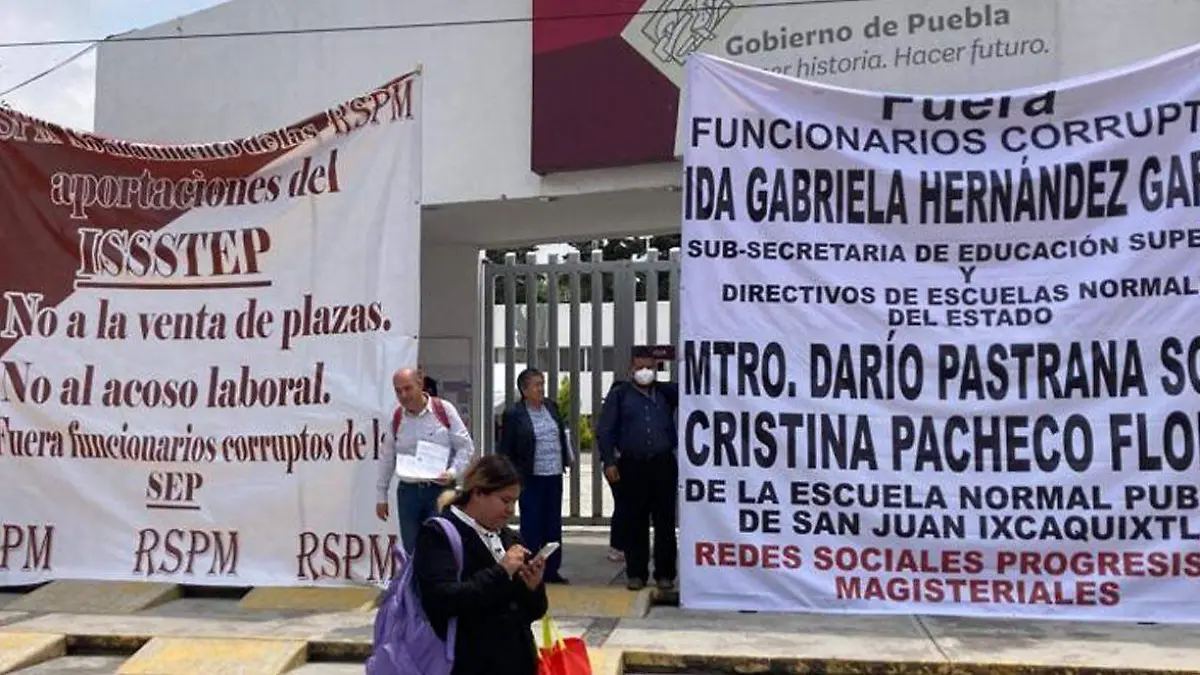 Gobierno de Puebla
historia. Hacer futuro.
RSPM
aportaciones del
ISSSTEP
No a la venta de plazas.
No al acoso laboral.
Fuera funcionarios corruptos de l
SEP
RSPM
RSPM
Fuera
FUNCIONARIOS CORRUPT
IDA GABRIELA HERNÁNDEZ GAR
SUB-SECRETARIA DE EDUCACIÓN SUPE
Y
DIRECTIVOS DE ESCUELAS NORMAL
DEL ESTADO
MTRO. DARÍO PASTRANA SO
CRISTINA PACHECO FLO
DE LA ESCUELA NORMAL PUB
DE SAN JUAN IXCAQUIXTL
REDES SOCIALES PROGRESIS
MAGISTERIALES